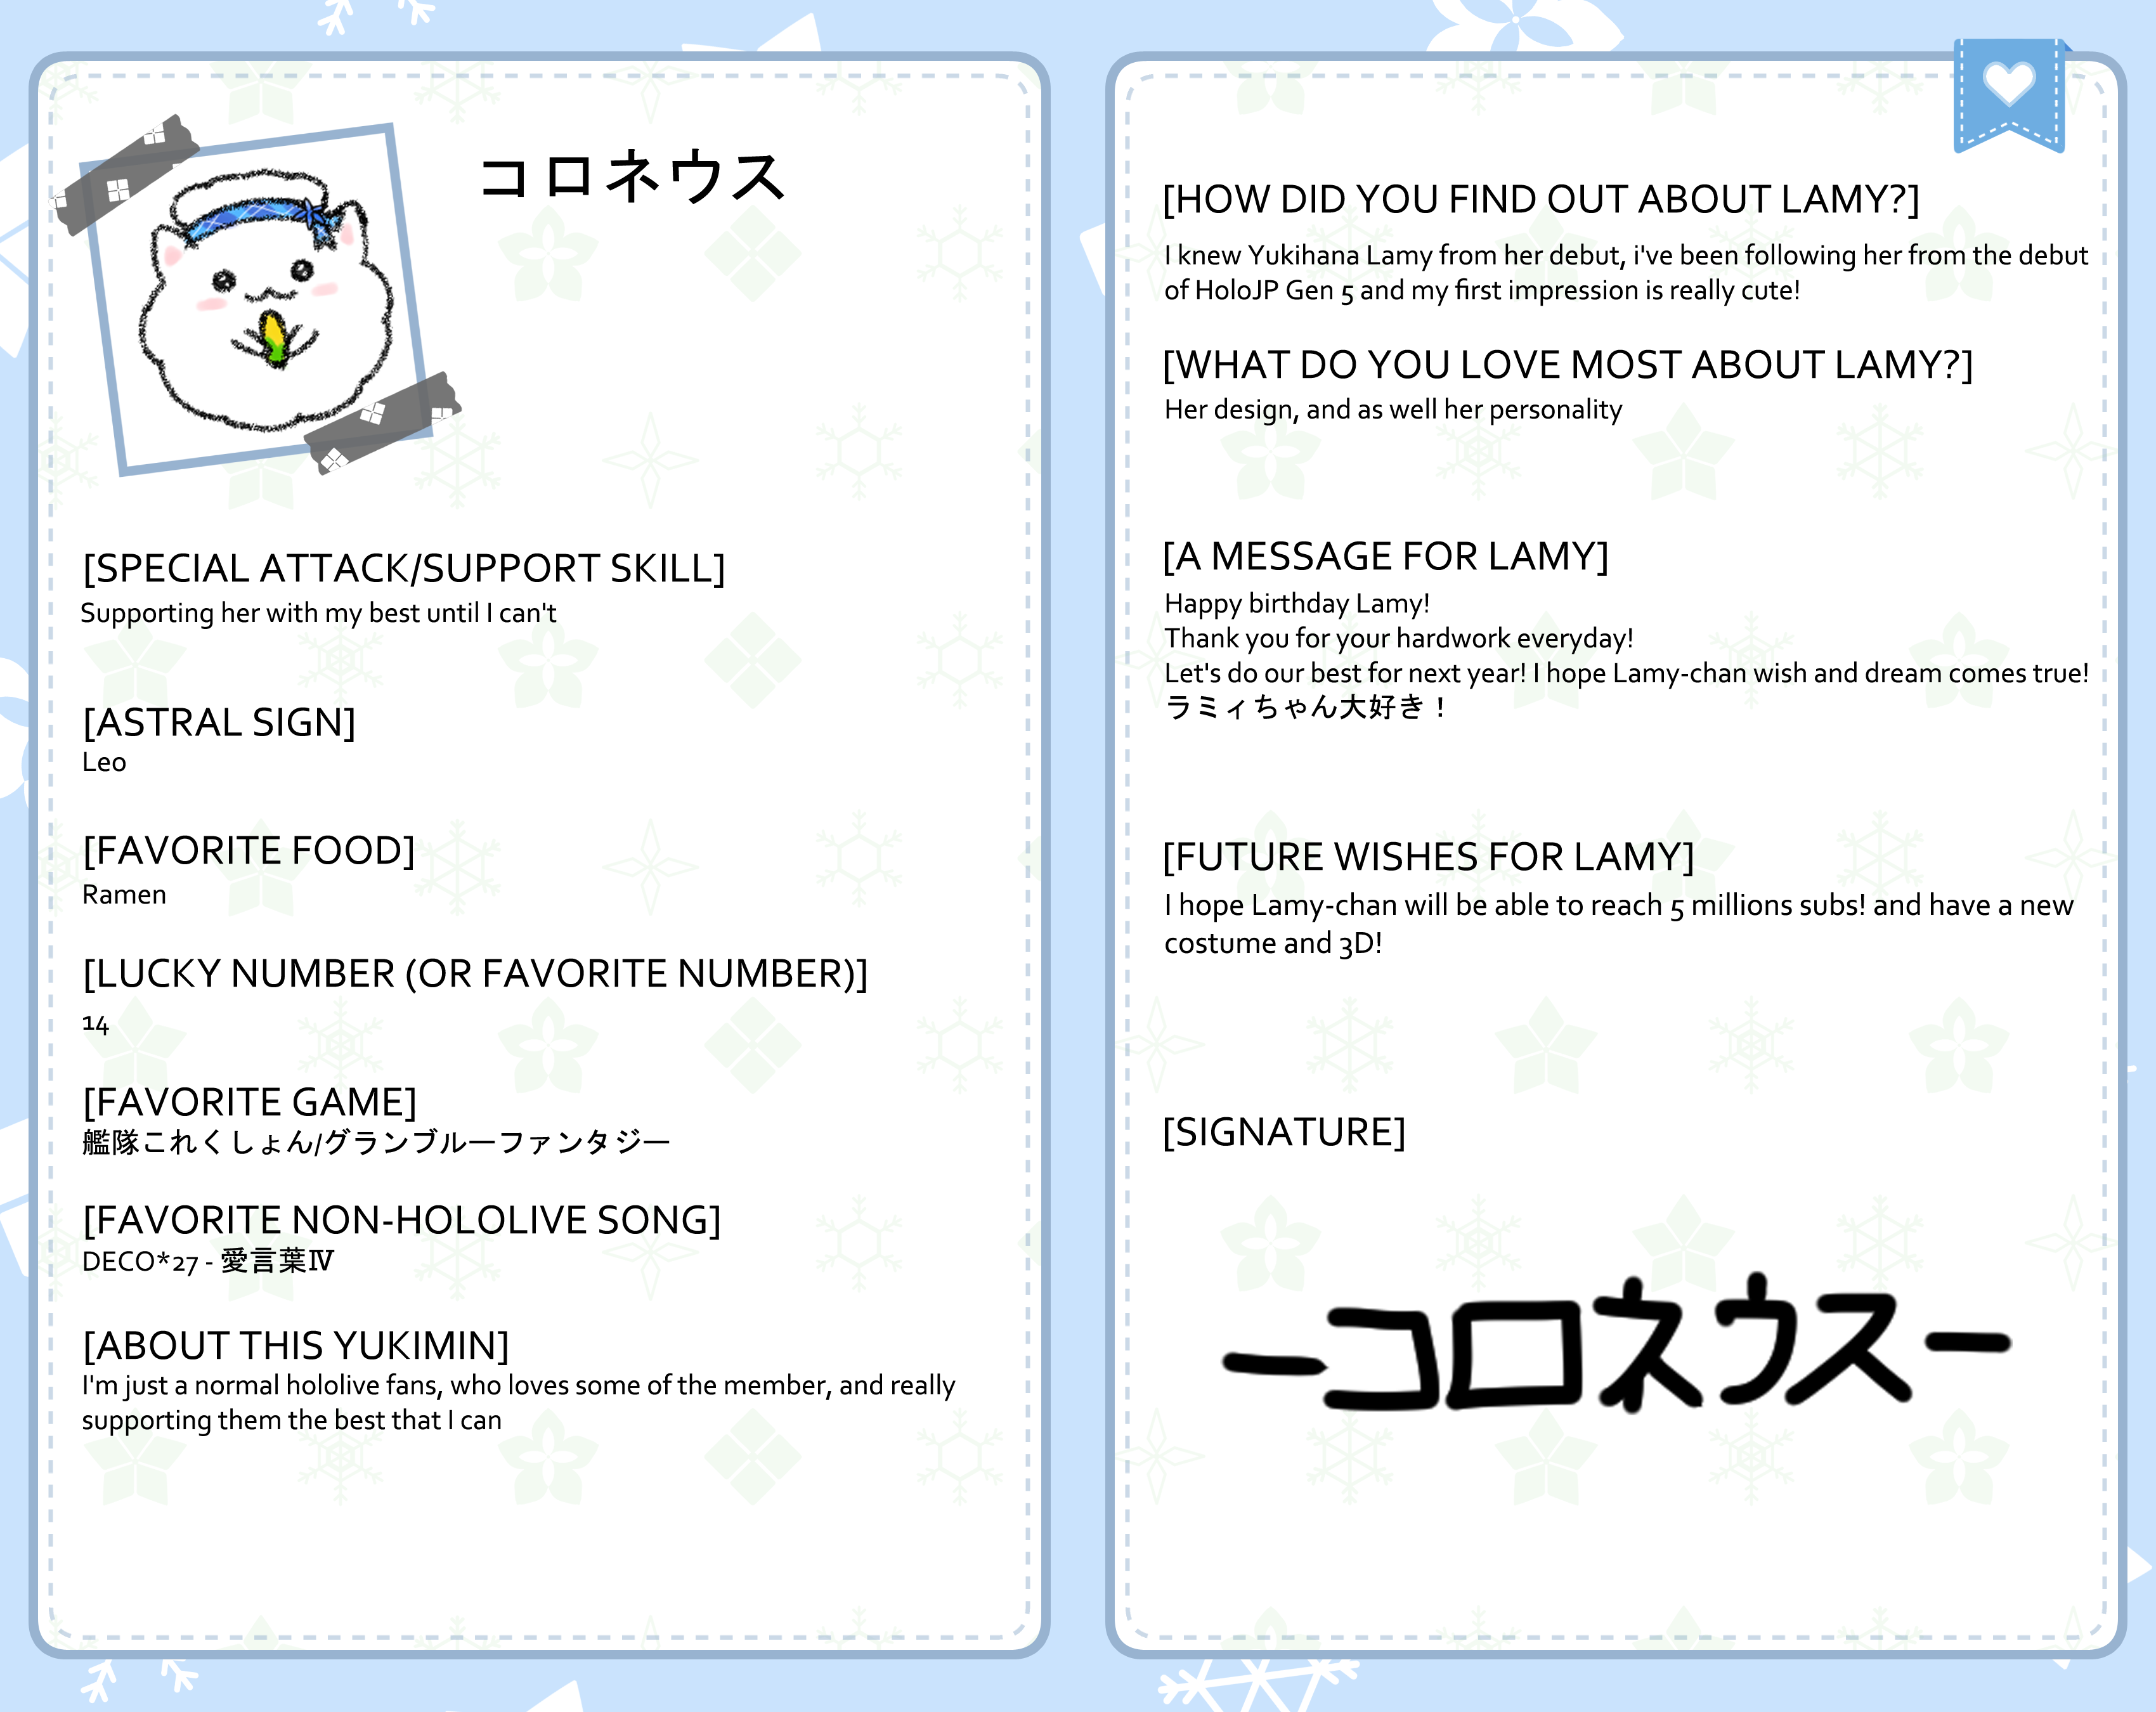 コロネウス
[SPECIAL ATTACK/SUPPORT SKILL]
Supporting her with my best until I can't
[ASTRAL SIGN]
Leo
[FAVORITE FOOD]
Ramen
[LUCKY NUMBER (OR FAVORITE NUMBER)]
14
[FAVORITE GAME]
艦隊これくしょん/グランブルーファンタジー
[FAVORITE NON-HOLOLIVE SONG]
DECO*27 - 愛言葉Ⅳ
[ABOUT THIS YUKIMIN]
I'm just a normal hololive fans, who loves some of the member, and really
supporting them the best that I can
[HOW DID YOU FIND OUT ABOUT LAMY?]
I knew Yukihana Lamy from her debut, i've been following her from the debut
of HoloJP Gen 5 and my first impression is really cute!
[WHAT DO YOU LOVE MOST ABOUT LAMY?]
Her design, and as well her personality
[A MESSAGE FOR LAMY]
Happy birthday Lamy!
Thank you for your hardwork everyday!
Let's do our best for next year! I hope Lamy-chan wish and dream comes true!
ラミィちゃん大好き！
[FUTURE WISHES FOR LAMY]
I hope Lamy-chan will be able to reach 5 millions subs! and have a new
costume and 3D!
[SIGNATURE]
－コロネウス－